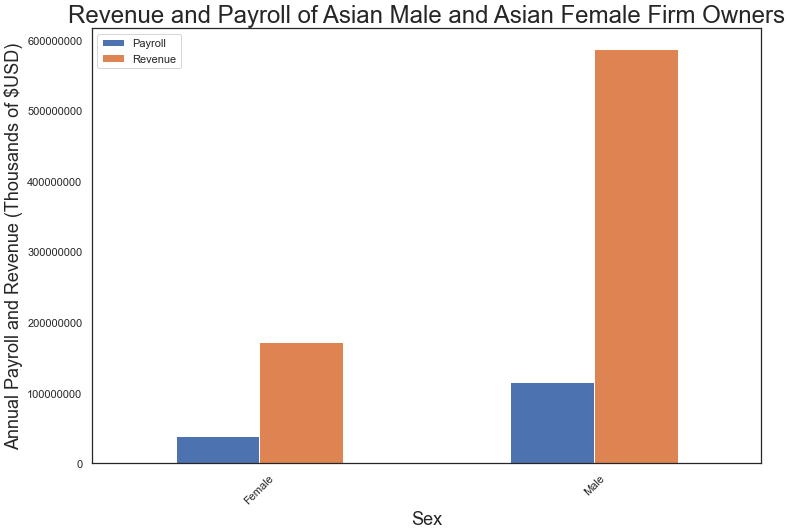 Revenue and Payroll of Asian Male and Asian Female Firm Owners
Payroll
Revenue
Annual Payroll and Revenue (Thousands of $USD)
600000000
500000000
400000000
300000000
200000000
100000000
0
Female
Male
Sex